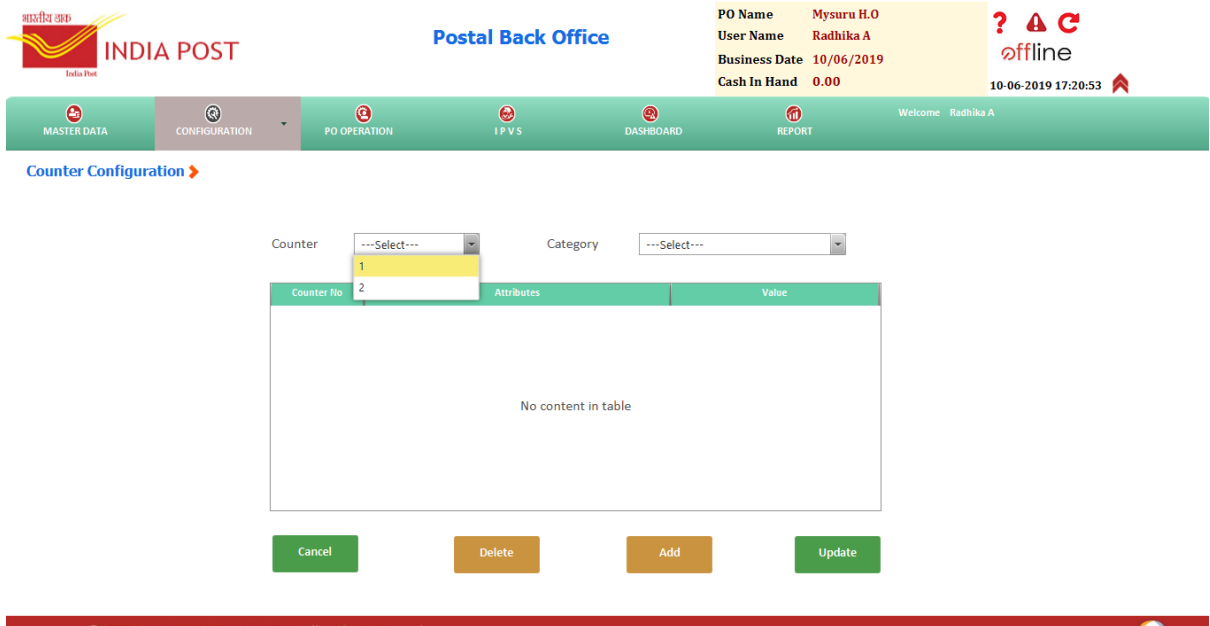 भारतीय डाक
INDIA POST
India Post
Postal Back Office
PO Name Mysuru H.O
User Name Radhika A
Business Date 10/06/2019
Cash In Hand 0.00
?
offline
10-06-2019 17:20:53
MASTER DATA CONFIGURATION PO OPERATION I P V S DASHBOARD REPORT Welcome Radhika A
Counter Configuration
Counter ---Select--- Category ---Select---
1
2
Counter No Attributes Value
No content in table
Cancel Delete Add Update